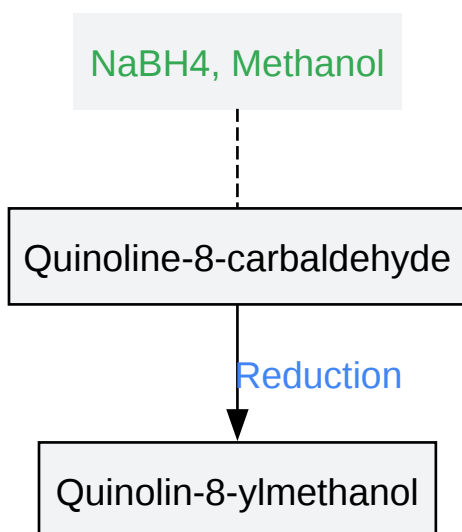 NaBH4, Methanol
Quinoline-8-carbaldehyde
Reduction
Quinolin-8-ylmethanol